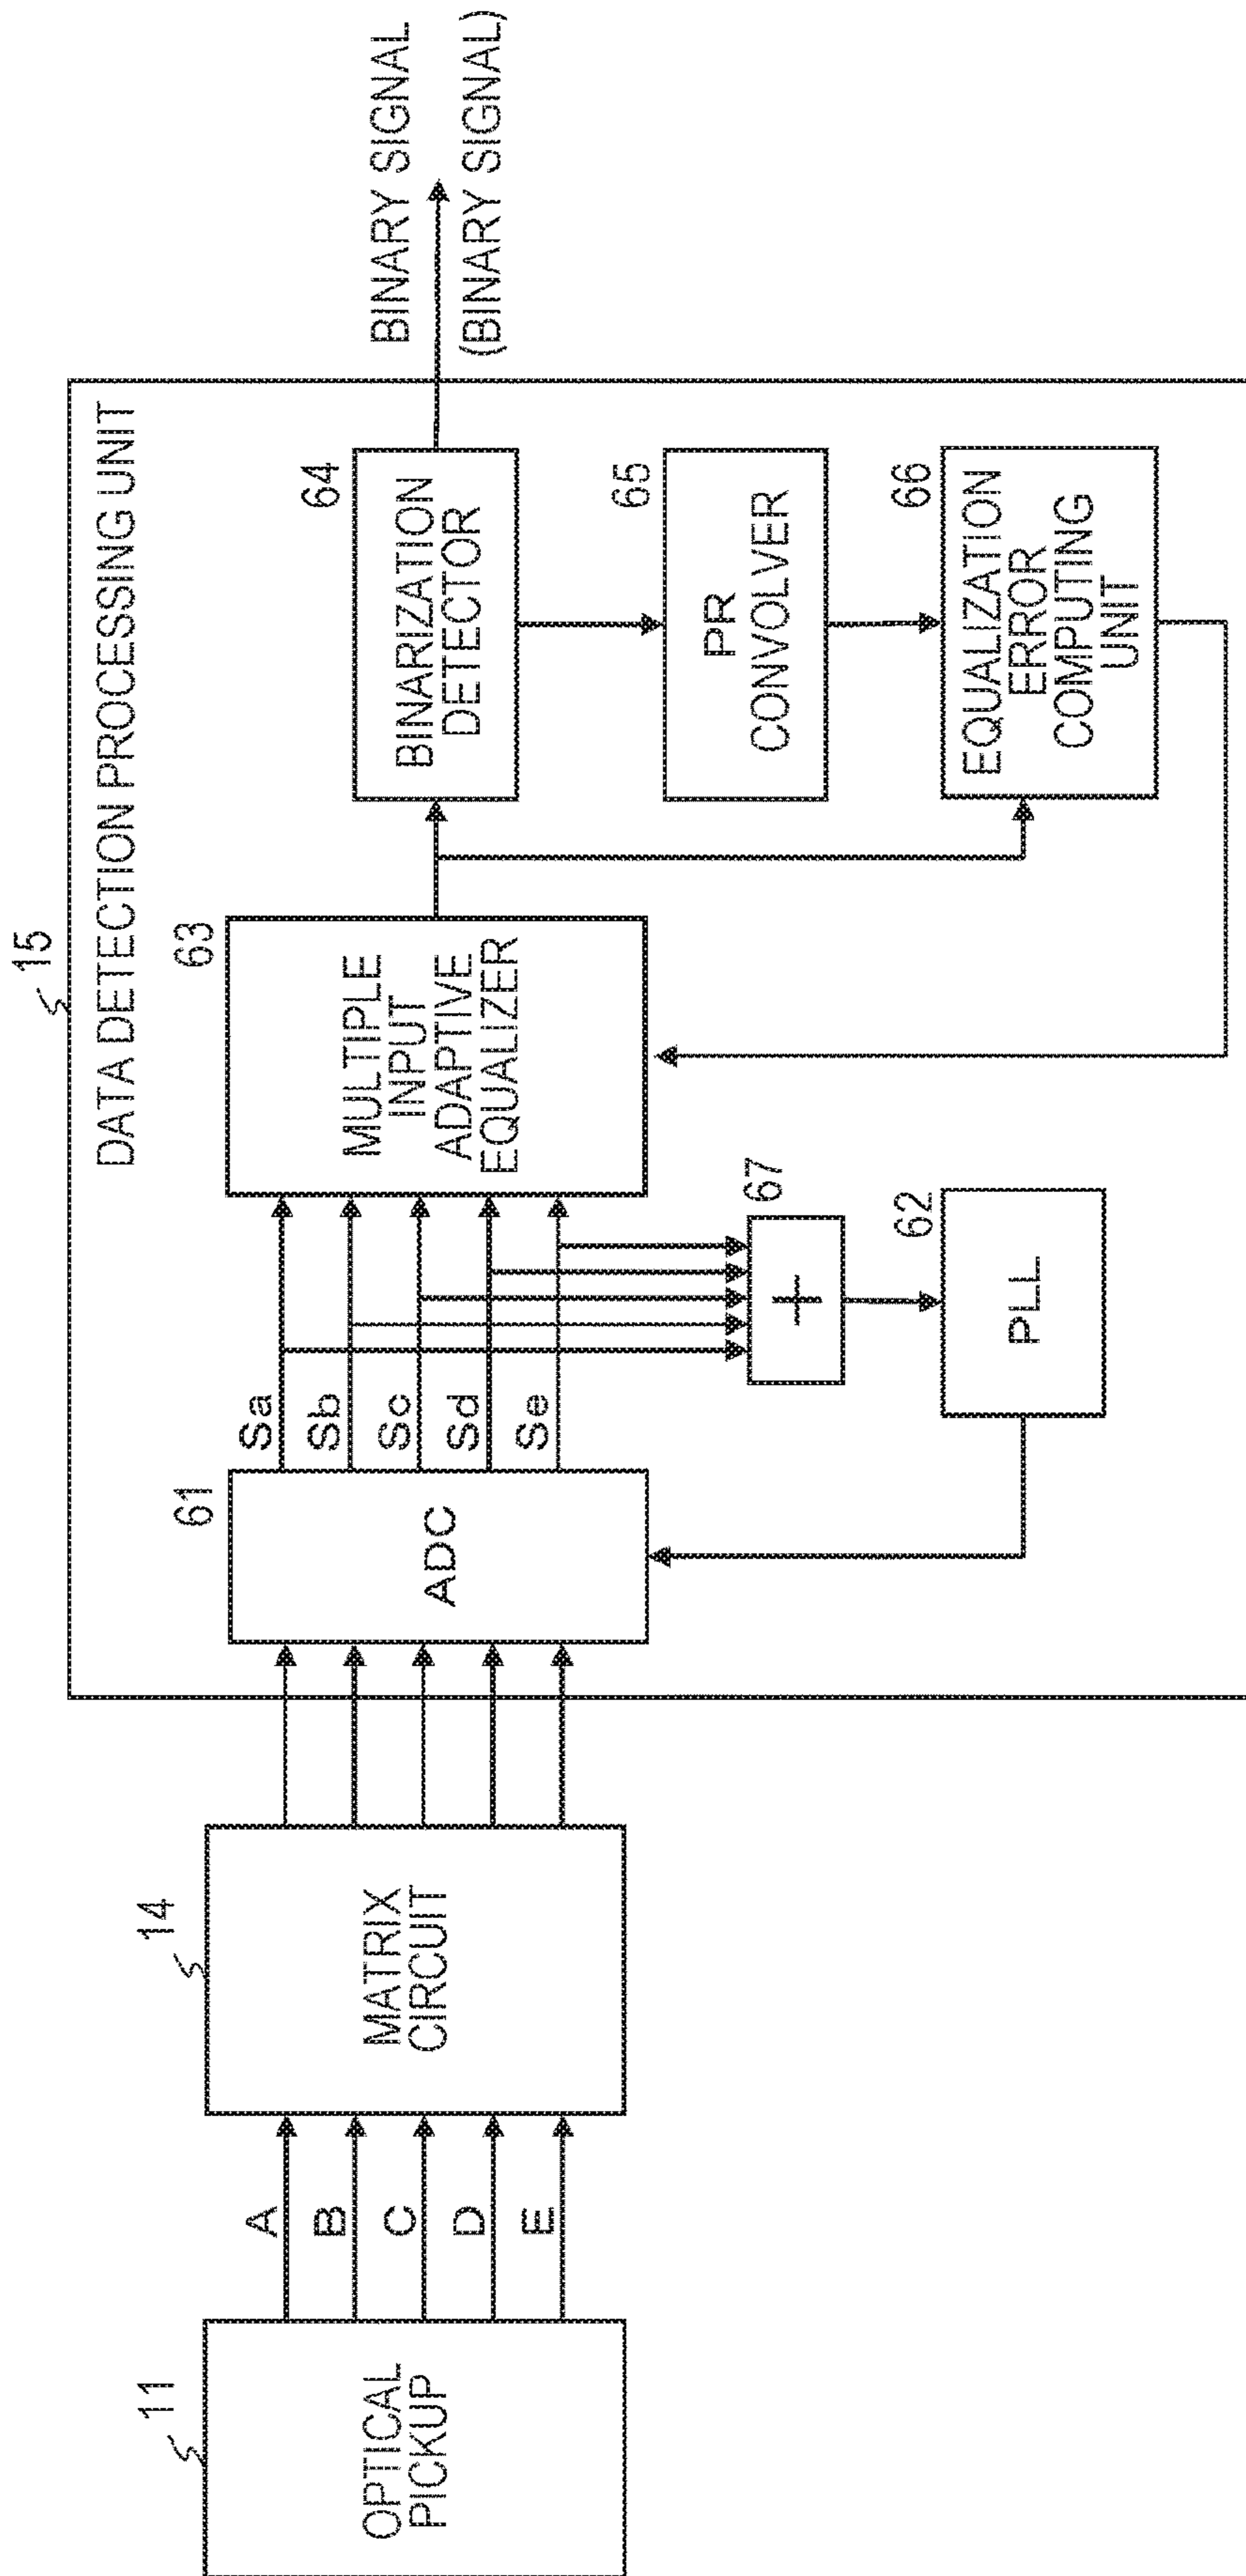 15
DATA DETECTION PROCESSING UNIT
11
OPTICAL
PICKUP
A
B
C
D
E
14
MATRIX
CIRCUIT
61
ADC
Sa
Sb
Sc
Sd
Se
63
MULTIPLE
INPUT
ADAPTIVE
EQUALIZER
67
+
62
PLL
64
BINARIZATION
DETECTOR
65
PR
CONVOLVER
66
EQUALIZATION
ERROR
COMPUTING
UNIT
BINARY SIGNAL
(BINARY SIGNAL)